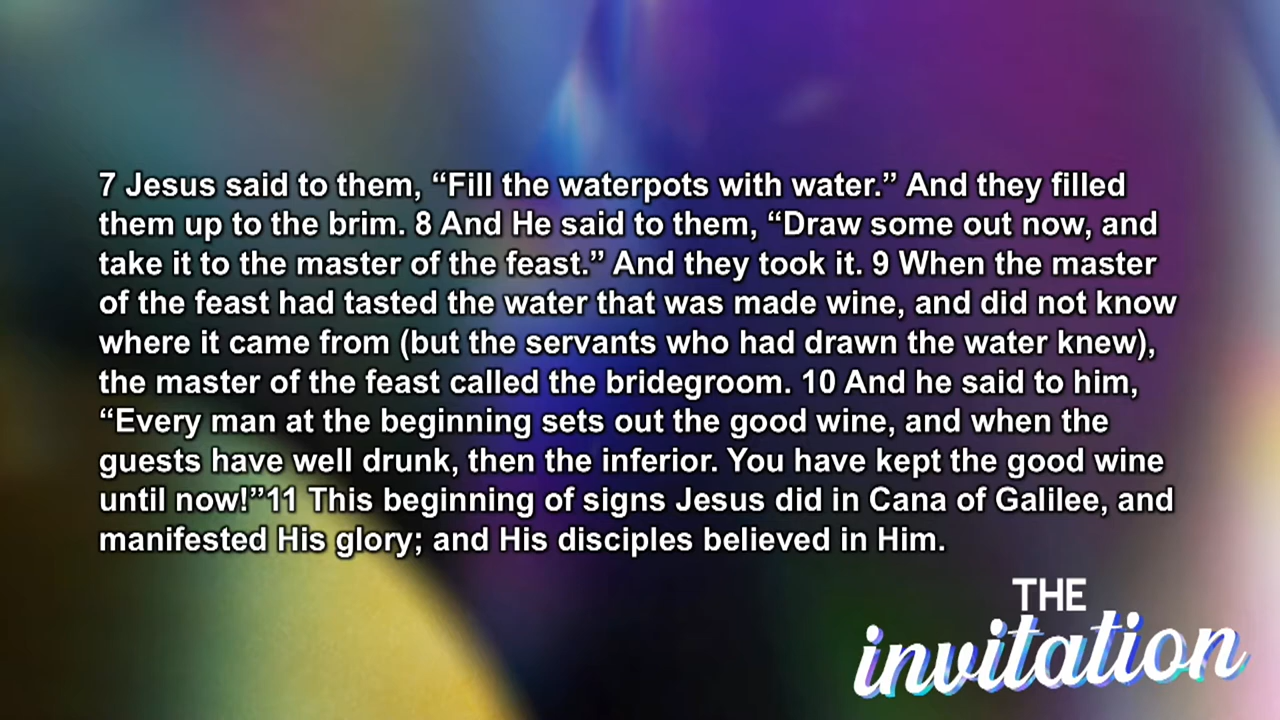 7 Jesus said to them, “Fill the waterpots with water.” And they filled
them up to the brim. 8 And He said to them, “Draw some out now, and
take it to the master of the feast.” And they took it. 9 When the master
of the feast had tasted the water that was made wine, and did not know
where it came from (but the servants who had drawn the water knew),
the master of the feast called the bridegroom. 10 And he said to him,
“Every man at the beginning sets out the good wine, and when the
guests have well drunk, then the inferior. You have kept the good wine
until now!”11 This beginning of signs Jesus did in Cana of Galilee, and
manifested His glory; and His disciples believed in Him.
THE
invitation